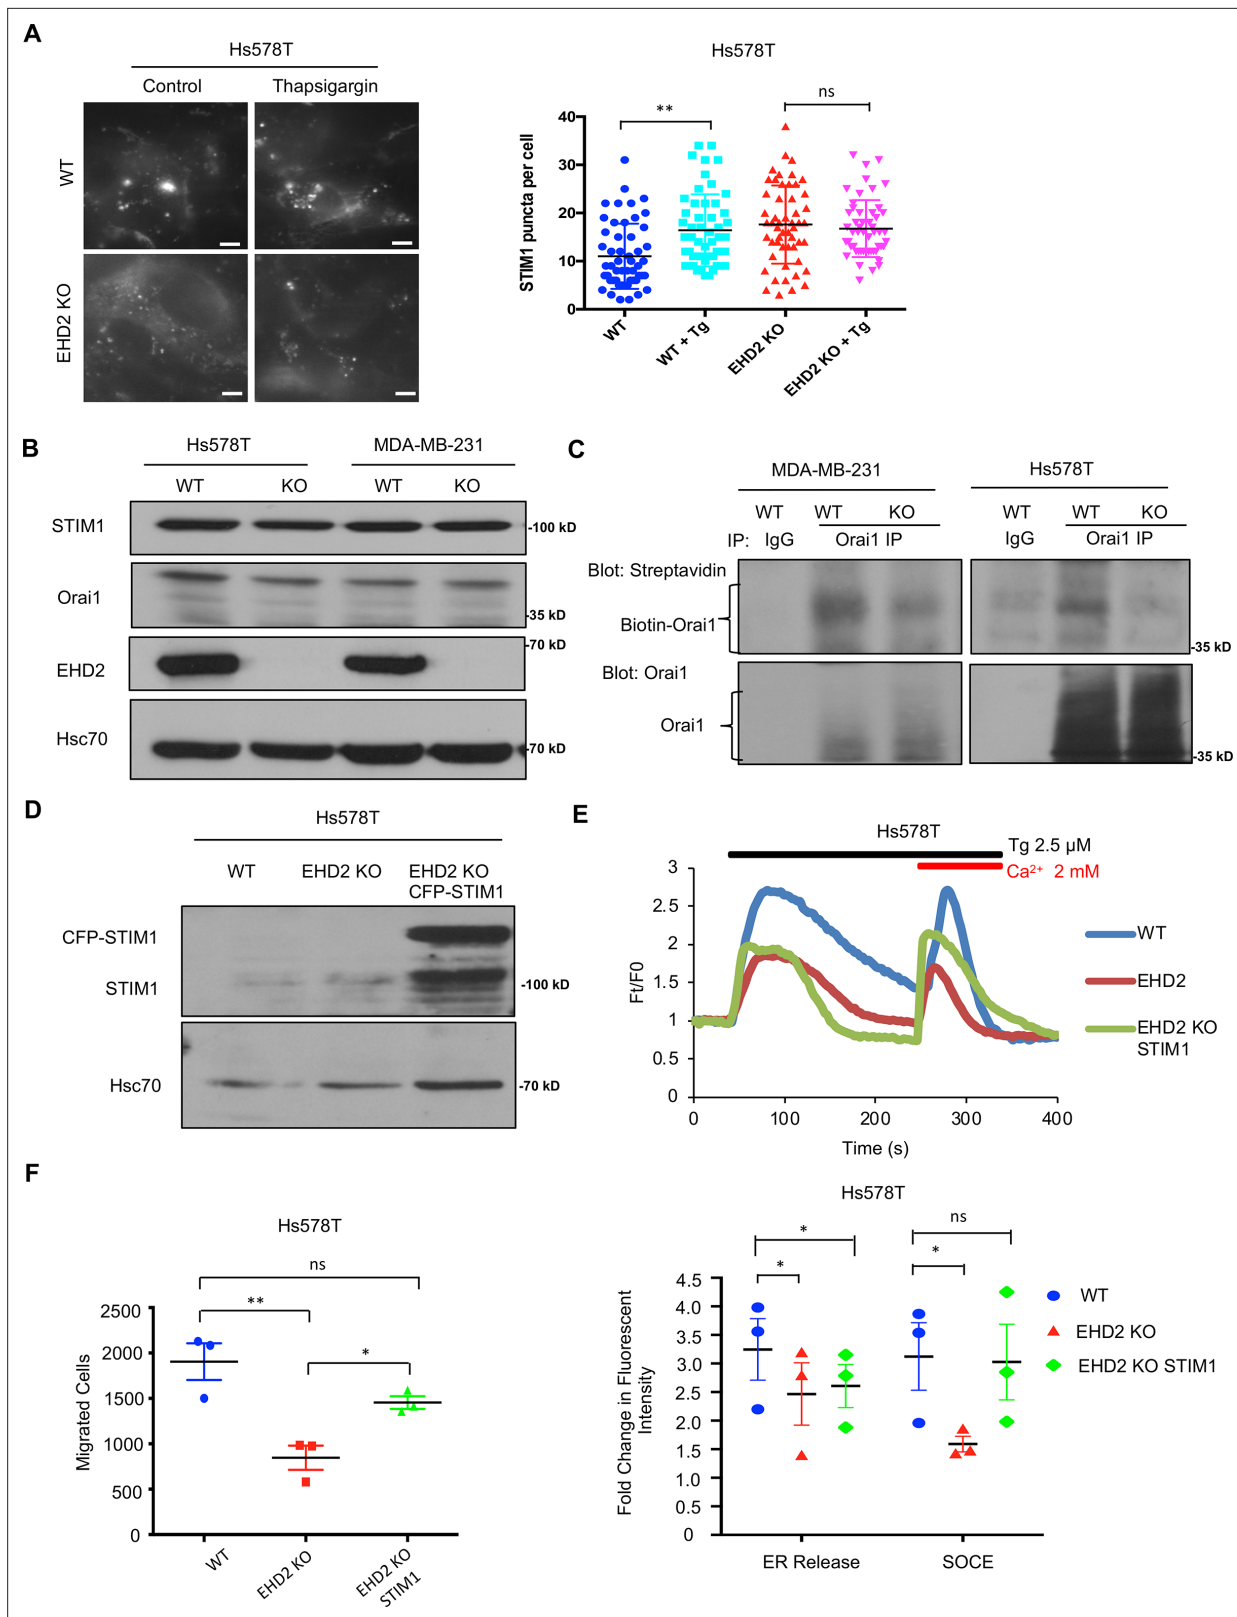 A
Hs578T
Control
Thapsigargin
WT
EHD2 KO
Hs578T
**
ns
STIM1 puncta per cell
40
30
20
10
0
WT
WT + Tg
EHD2 KO
EHD2 KO + Tg
B
Hs578T
MDA-MB-231
WT
KO
WT
KO
STIM1
-100 kD
Orai1
-35 kD
-70 kD
EHD2
Hsc70
-70 kD
C
MDA-MB-231
Hs578T
WT
WT
KO
WT
WT
KO
IP:
IgG
Orai1 IP
IgG
Orai1 IP
Blot: Streptavidin
Biotin-Orai1
-35 kD
Blot: Orai1
Orai1
-35 kD
D
Hs578T
WT
EHD2 KO
EHD2 KO
CFP-STIM1
CFP-STIM1
STIM1
-100 kD
Hsc70
-70 kD
E
Hs578T
Tg 2.5 µM
Ca2+ 2 mM
Ft/F0
3
2.5
2
1.5
1
0.5
0
0
100
200
300
400
Time (s)
WT
EHD2
EHD2 KO
STIM1
F
Hs578T
ns
**
*
Migrated Cells
2500
2000
1500
1000
500
0
WT
EHD2 KO
EHD2 KO
STIM1
Hs578T
*
ns
*
*
Fold Change in Fluorescent
Intensity
4.5
4.0
3.5
3.0
2.5
2.0
1.5
1.0
0.5
0
ER Release
SOCE
WT
EHD2 KO
EHD2 KO STIM1